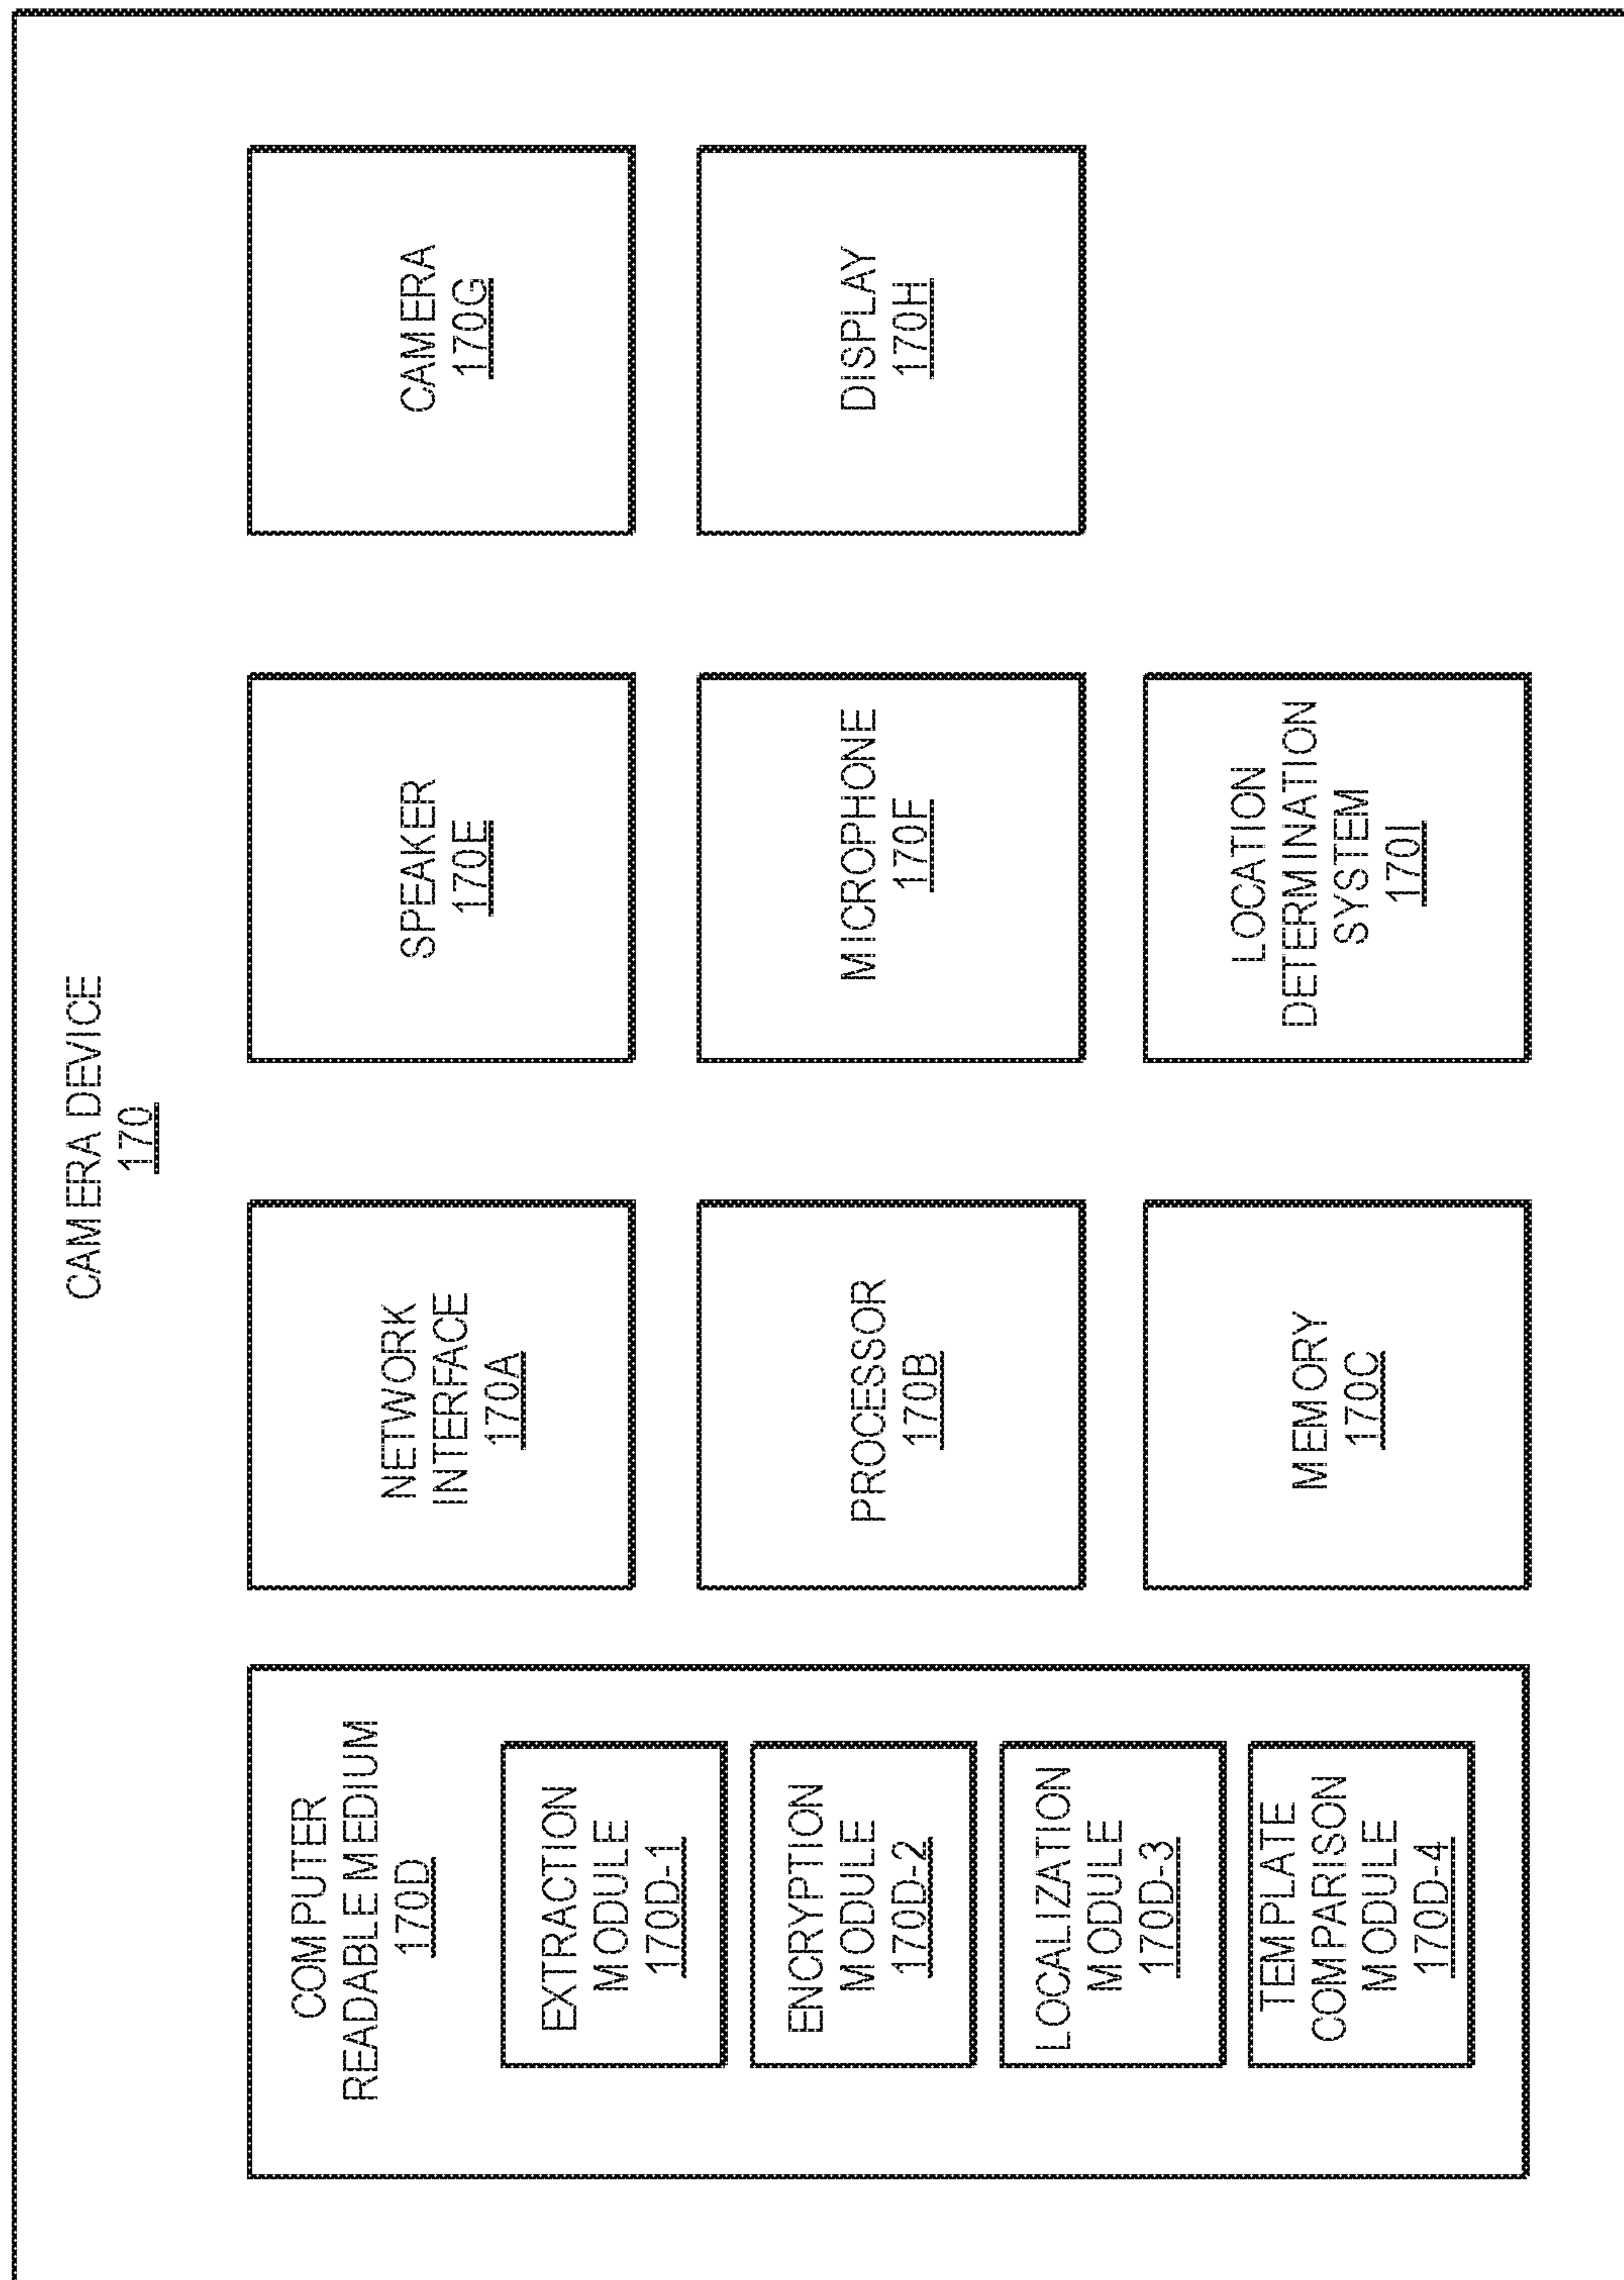 CAMERA DEVICE
170
COMPUTER
READABLE MEDIUM
170D
EXTRACTION
MODULE
170D-1
ENCRYPTION
MODULE
170D-2
LOCALIZATION
MODULE
170D-3
TEMPLATE
COMPARISON
MODULE
170D-4
NETWORK
INTERFACE
170A
PROCESSOR
170B
MEMORY
170C
SPEAKER
170E
MICROPHONE
170F
LOCATION
DETERMINATION
SYSTEM
170I
CAMERA
170G
DISPLAY
170H